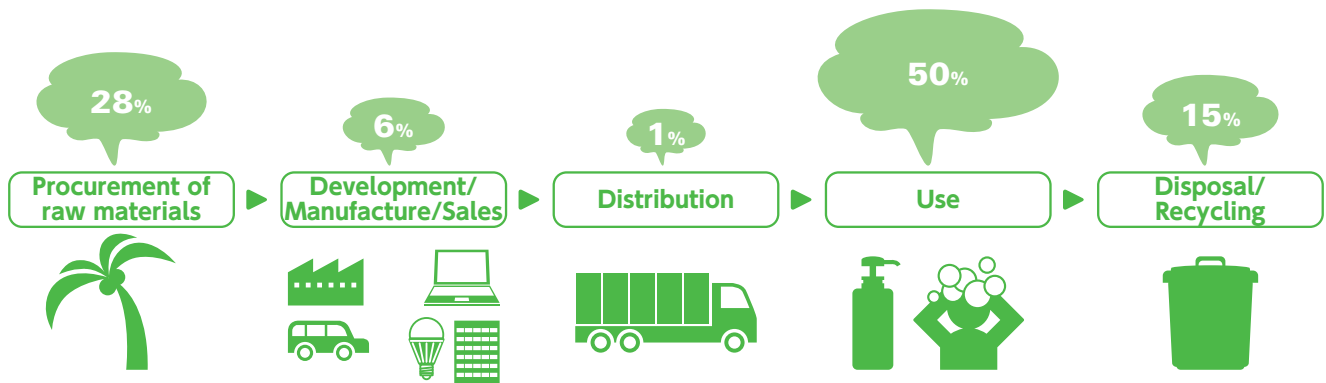 28%
6%
1%
50%
15%
Procurement of
raw materials
Development/
Manufacture/Sales
Distribution
Use
Disposal/
Recycling